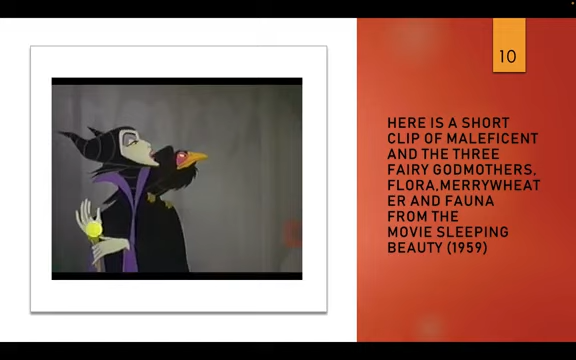 10
HERE IS A SHORT
CLIP OF MALEFICENT
AND THE THREE
FAIRY GODMOTHERS,
FLORA,MERRYWHEAT
ER AND FAUNA
FROM THE
MOVIE SLEEPING
BEAUTY (1959)